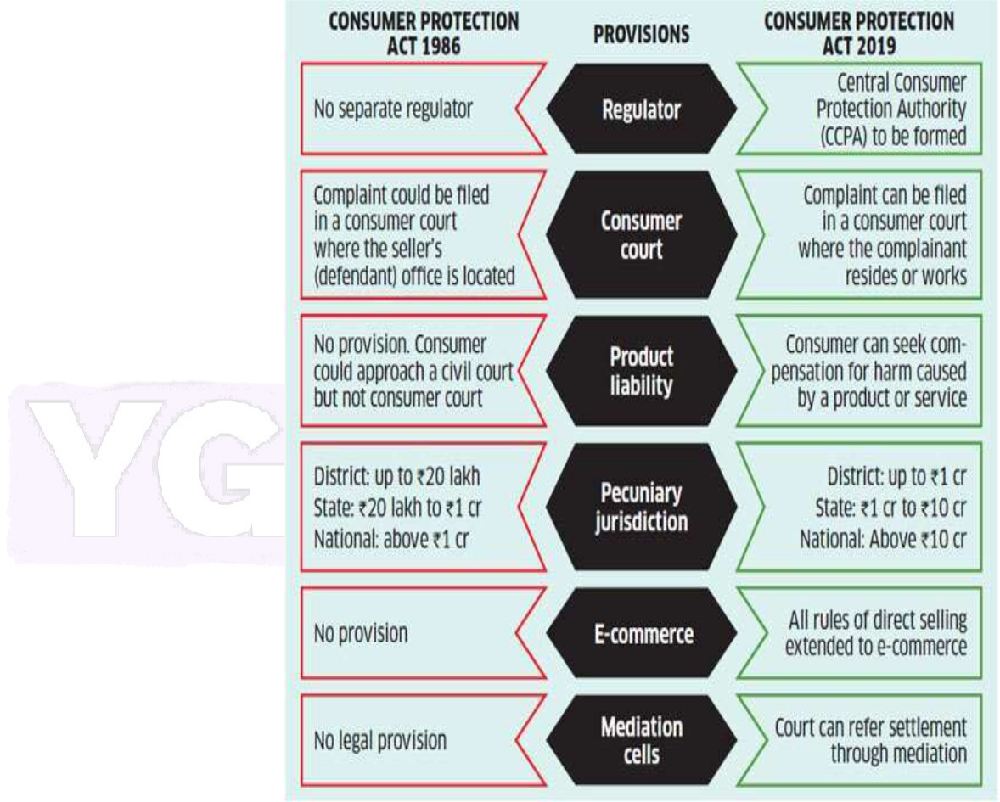 CONSUMER PROTECTION
ACT 1986
PROVISIONS
CONSUMER PROTECTION
ACT 2019
No separate regulator
Regulator
Central Consumer
Protection Authority
(CCPA) to be formed
Complaint could be filed
in a consumer court
where the seller's
(defendant) office is located
Consumer
court
Complaint can be filed
in a consumer court
where the complainant
resides or works
No provision. Consumer
could approach a civil court
but not consumer court
Product
liability
Consumer can seek com-
pensation for harm caused
by a product or service
District: up to ₹20 lakh
State: ₹20 lakh to ₹1 cr
National: above ₹1 cr
Pecuniary
jurisdiction
District: up to ₹1 cr
State: ₹1 cr to ₹10 cr
National: Above ₹10 cr
No provision
E-commerce
All rules of direct selling
extended to e-commerce
No legal provision
Mediation
cells
Court can refer settlement
through mediation
YG